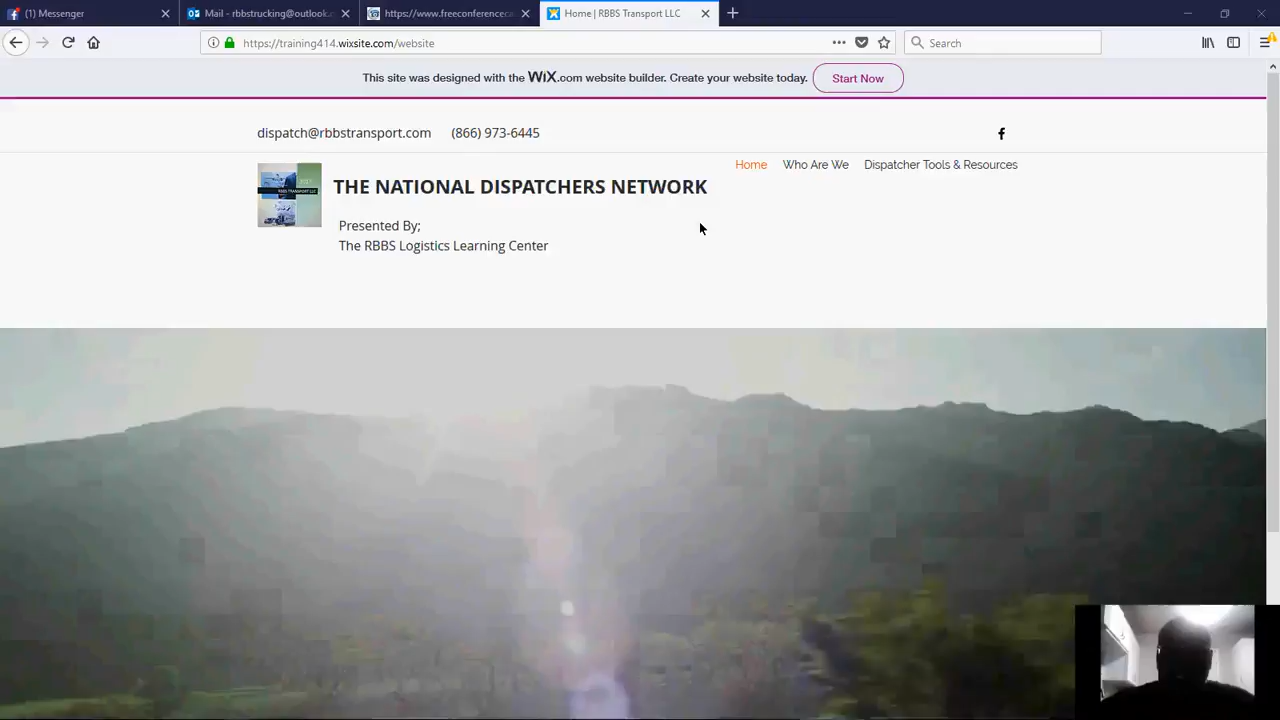 (1) Messenger
Mail - rbbstrucking@outlook.
https://www.freeconferenceca
Home | RBBS Transport LLC
https://training414.wixsite.com/website
Search
This site was designed with the WiX.com website builder. Create your website today.
Start Now
dispatch@rbbstransport.com (866) 973-6445
Home Who Are We Dispatcher Tools & Resources
THE NATIONAL DISPATCHERS NETWORK
Presented By;
The RBBS Logistics Learning Center